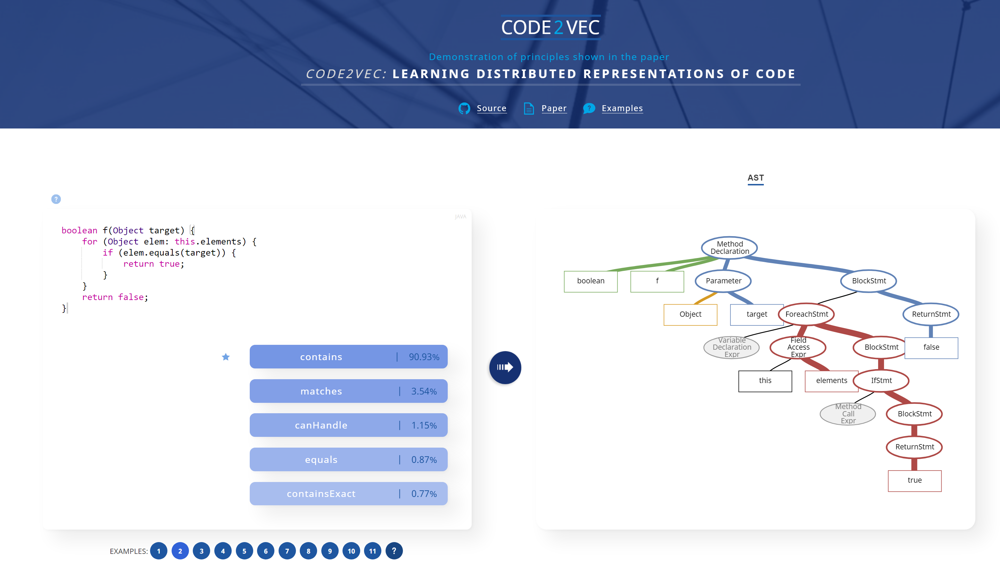 CODE2VEC
Demonstration of principles shown in the paper
CODE2VEC: LEARNING DISTRIBUTED REPRESENTATIONS OF CODE
Source Paper Examples
AST
?
JAVA
boolean f(Object target) {
    for (Object elem: this.elements) {
        if (elem.equals(target)) {
            return true;
        }
    }
    return false;
}
contains | 90.93%
matches | 3.54%
canHandle | 1.15%
equals | 0.87%
containsExact | 0.77%
EXAMPLES: 1 2 3 4 5 6 7 8 9 10 11 ?
Method
Declaration
boolean f Parameter BlockStmt
Object target ForeachStmt ReturnStmt
Variable
Declaration
Expr
Field
Access
Expr
BlockStmt false
this elements IfStmt
Method
Call
Expr
BlockStmt
ReturnStmt
true